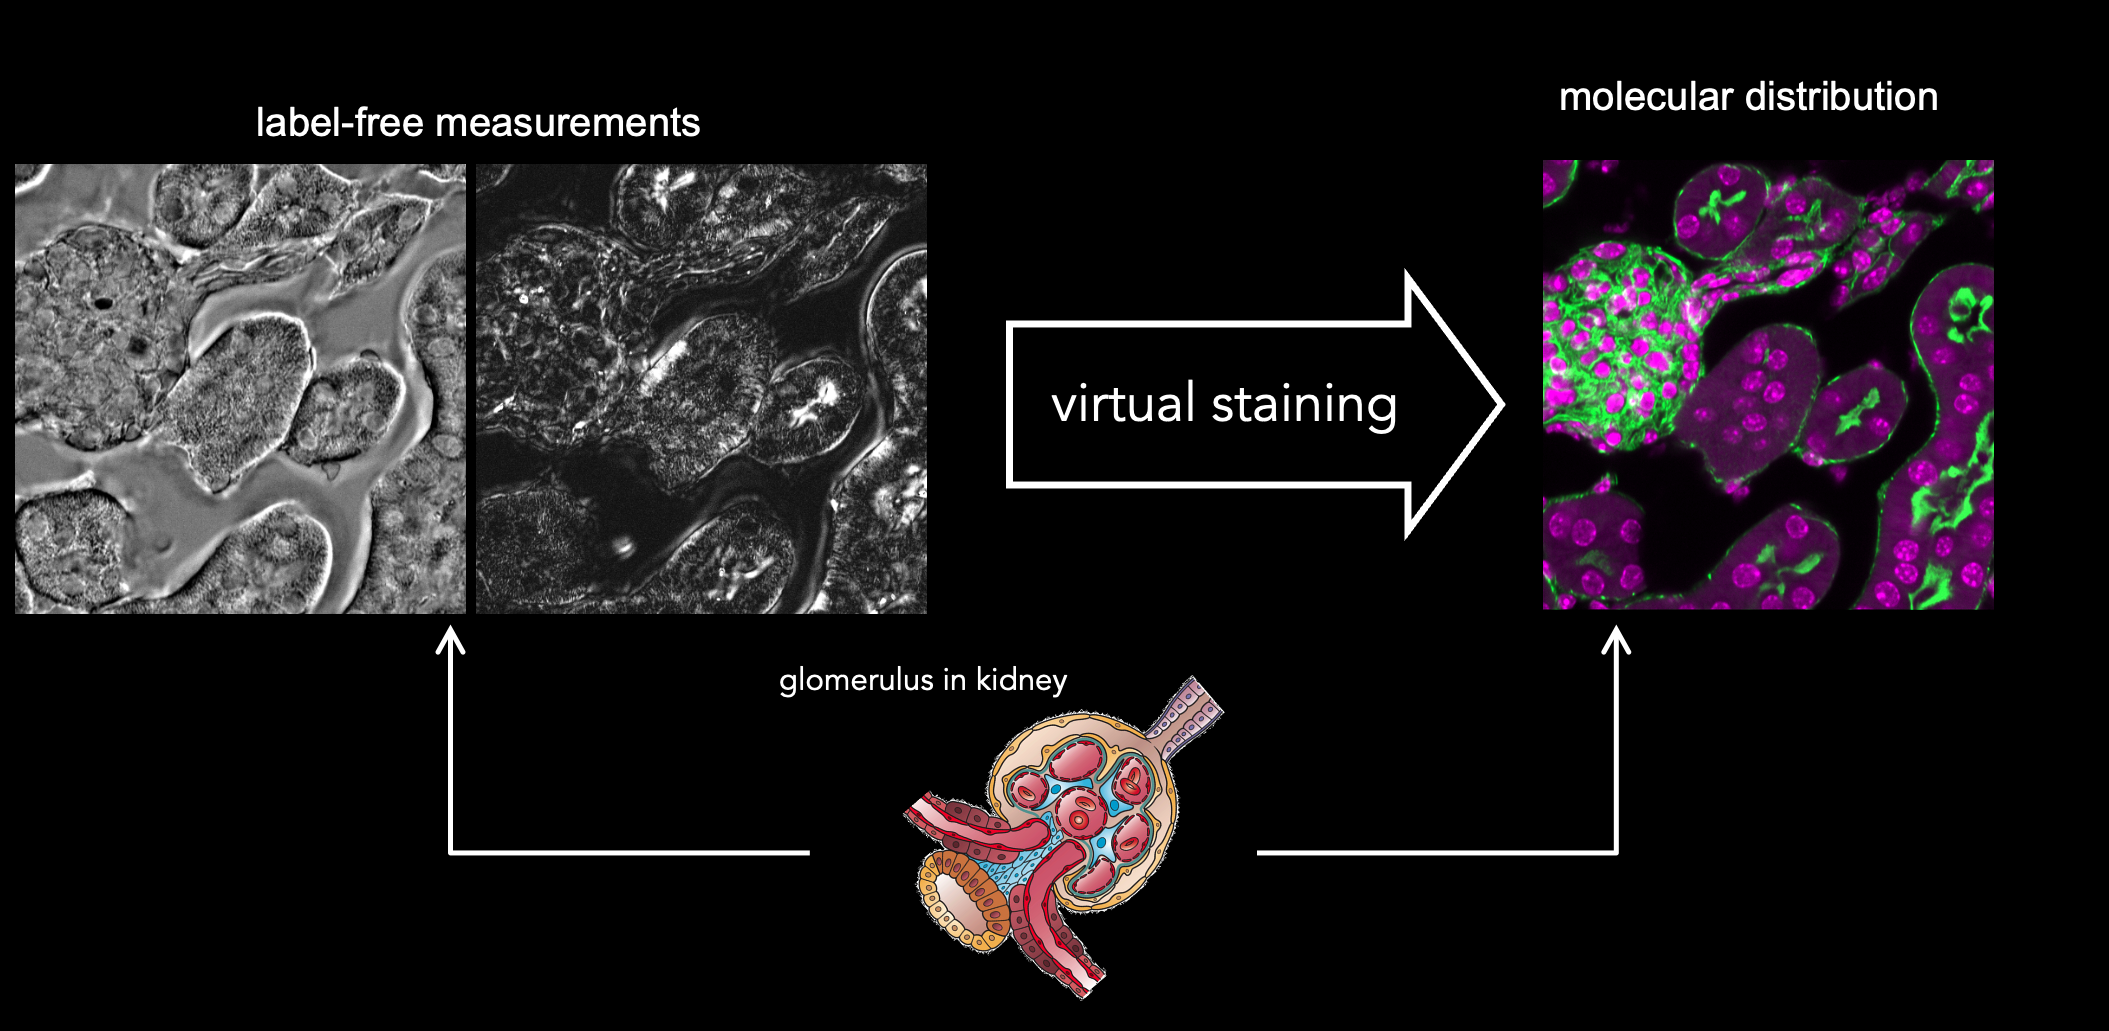 label-free measurements
molecular distribution
virtual staining
glomerulus in kidney